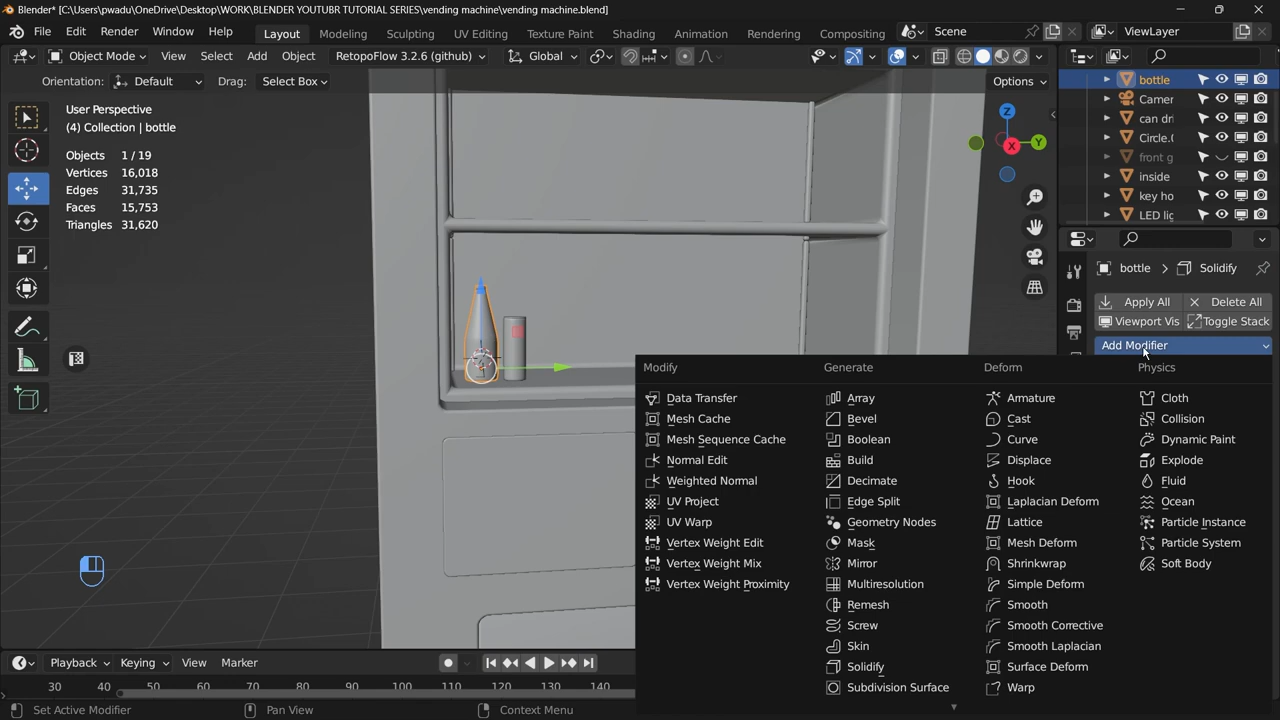 Blender* [C:\Users\pwadu\OneDrive\Desktop\WORK\BLENDER YOUTUBR TUTORIAL SERIES\vending machine\vending machine.blend]
File Edit Render Window Help Layout Modeling Sculpting UV Editing Texture Paint Shading Animation Rendering Compositing Scene ViewLayer
Object Mode View Select Add Object RetopoFlow 3.2.6 (github) Global
Orientation: Default Drag: Select Box Options
User Perspective
(4) Collection | bottle
Objects 1 / 19
Vertices 16,018
Edges 31,735
Faces 15,753
Triangles 31,620
Z
Y
X
bottle
Camer
can dri
Circle.(
front g
inside
key ho
LED lig
bottle > Solidify
Apply All Delete All
Viewport Vis Toggle Stack
Add Modifier
Modify
Data Transfer
Mesh Cache
Mesh Sequence Cache
Normal Edit
Weighted Normal
UV Project
UV Warp
Vertex Weight Edit
Vertex Weight Mix
Vertex Weight Proximity
Generate
Array
Bevel
Boolean
Build
Decimate
Edge Split
Geometry Nodes
Mask
Mirror
Multiresolution
Remesh
Screw
Skin
Solidify
Subdivision Surface
Deform
Armature
Cast
Curve
Displace
Hook
Laplacian Deform
Lattice
Mesh Deform
Shrinkwrap
Simple Deform
Smooth
Smooth Corrective
Smooth Laplacian
Surface Deform
Warp
Physics
Cloth
Collision
Dynamic Paint
Explode
Fluid
Ocean
Particle Instance
Particle System
Soft Body
Playback Keying View Marker
30 40 50 60 70 80 90 100 110 120 130 140
Set Active Modifier Pan View Context Menu